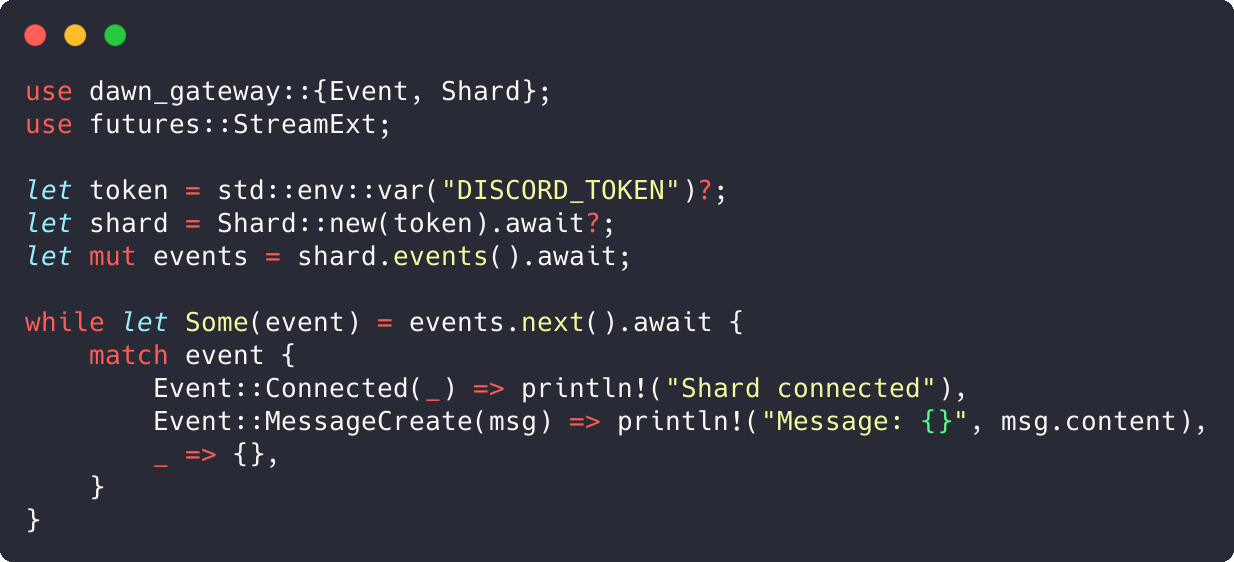 use dawn_gateway::{Event, Shard};
use futures::StreamExt;

let token = std::env::var("DISCORD_TOKEN")?;
let shard = Shard::new(token).await?;
let mut events = shard.events().await;

while let Some(event) = events.next().await {
    match event {
        Event::Connected(_) => println!("Shard connected"),
        Event::MessageCreate(msg) => println!("Message: {}", msg.content),
        _ => {},
    }
}